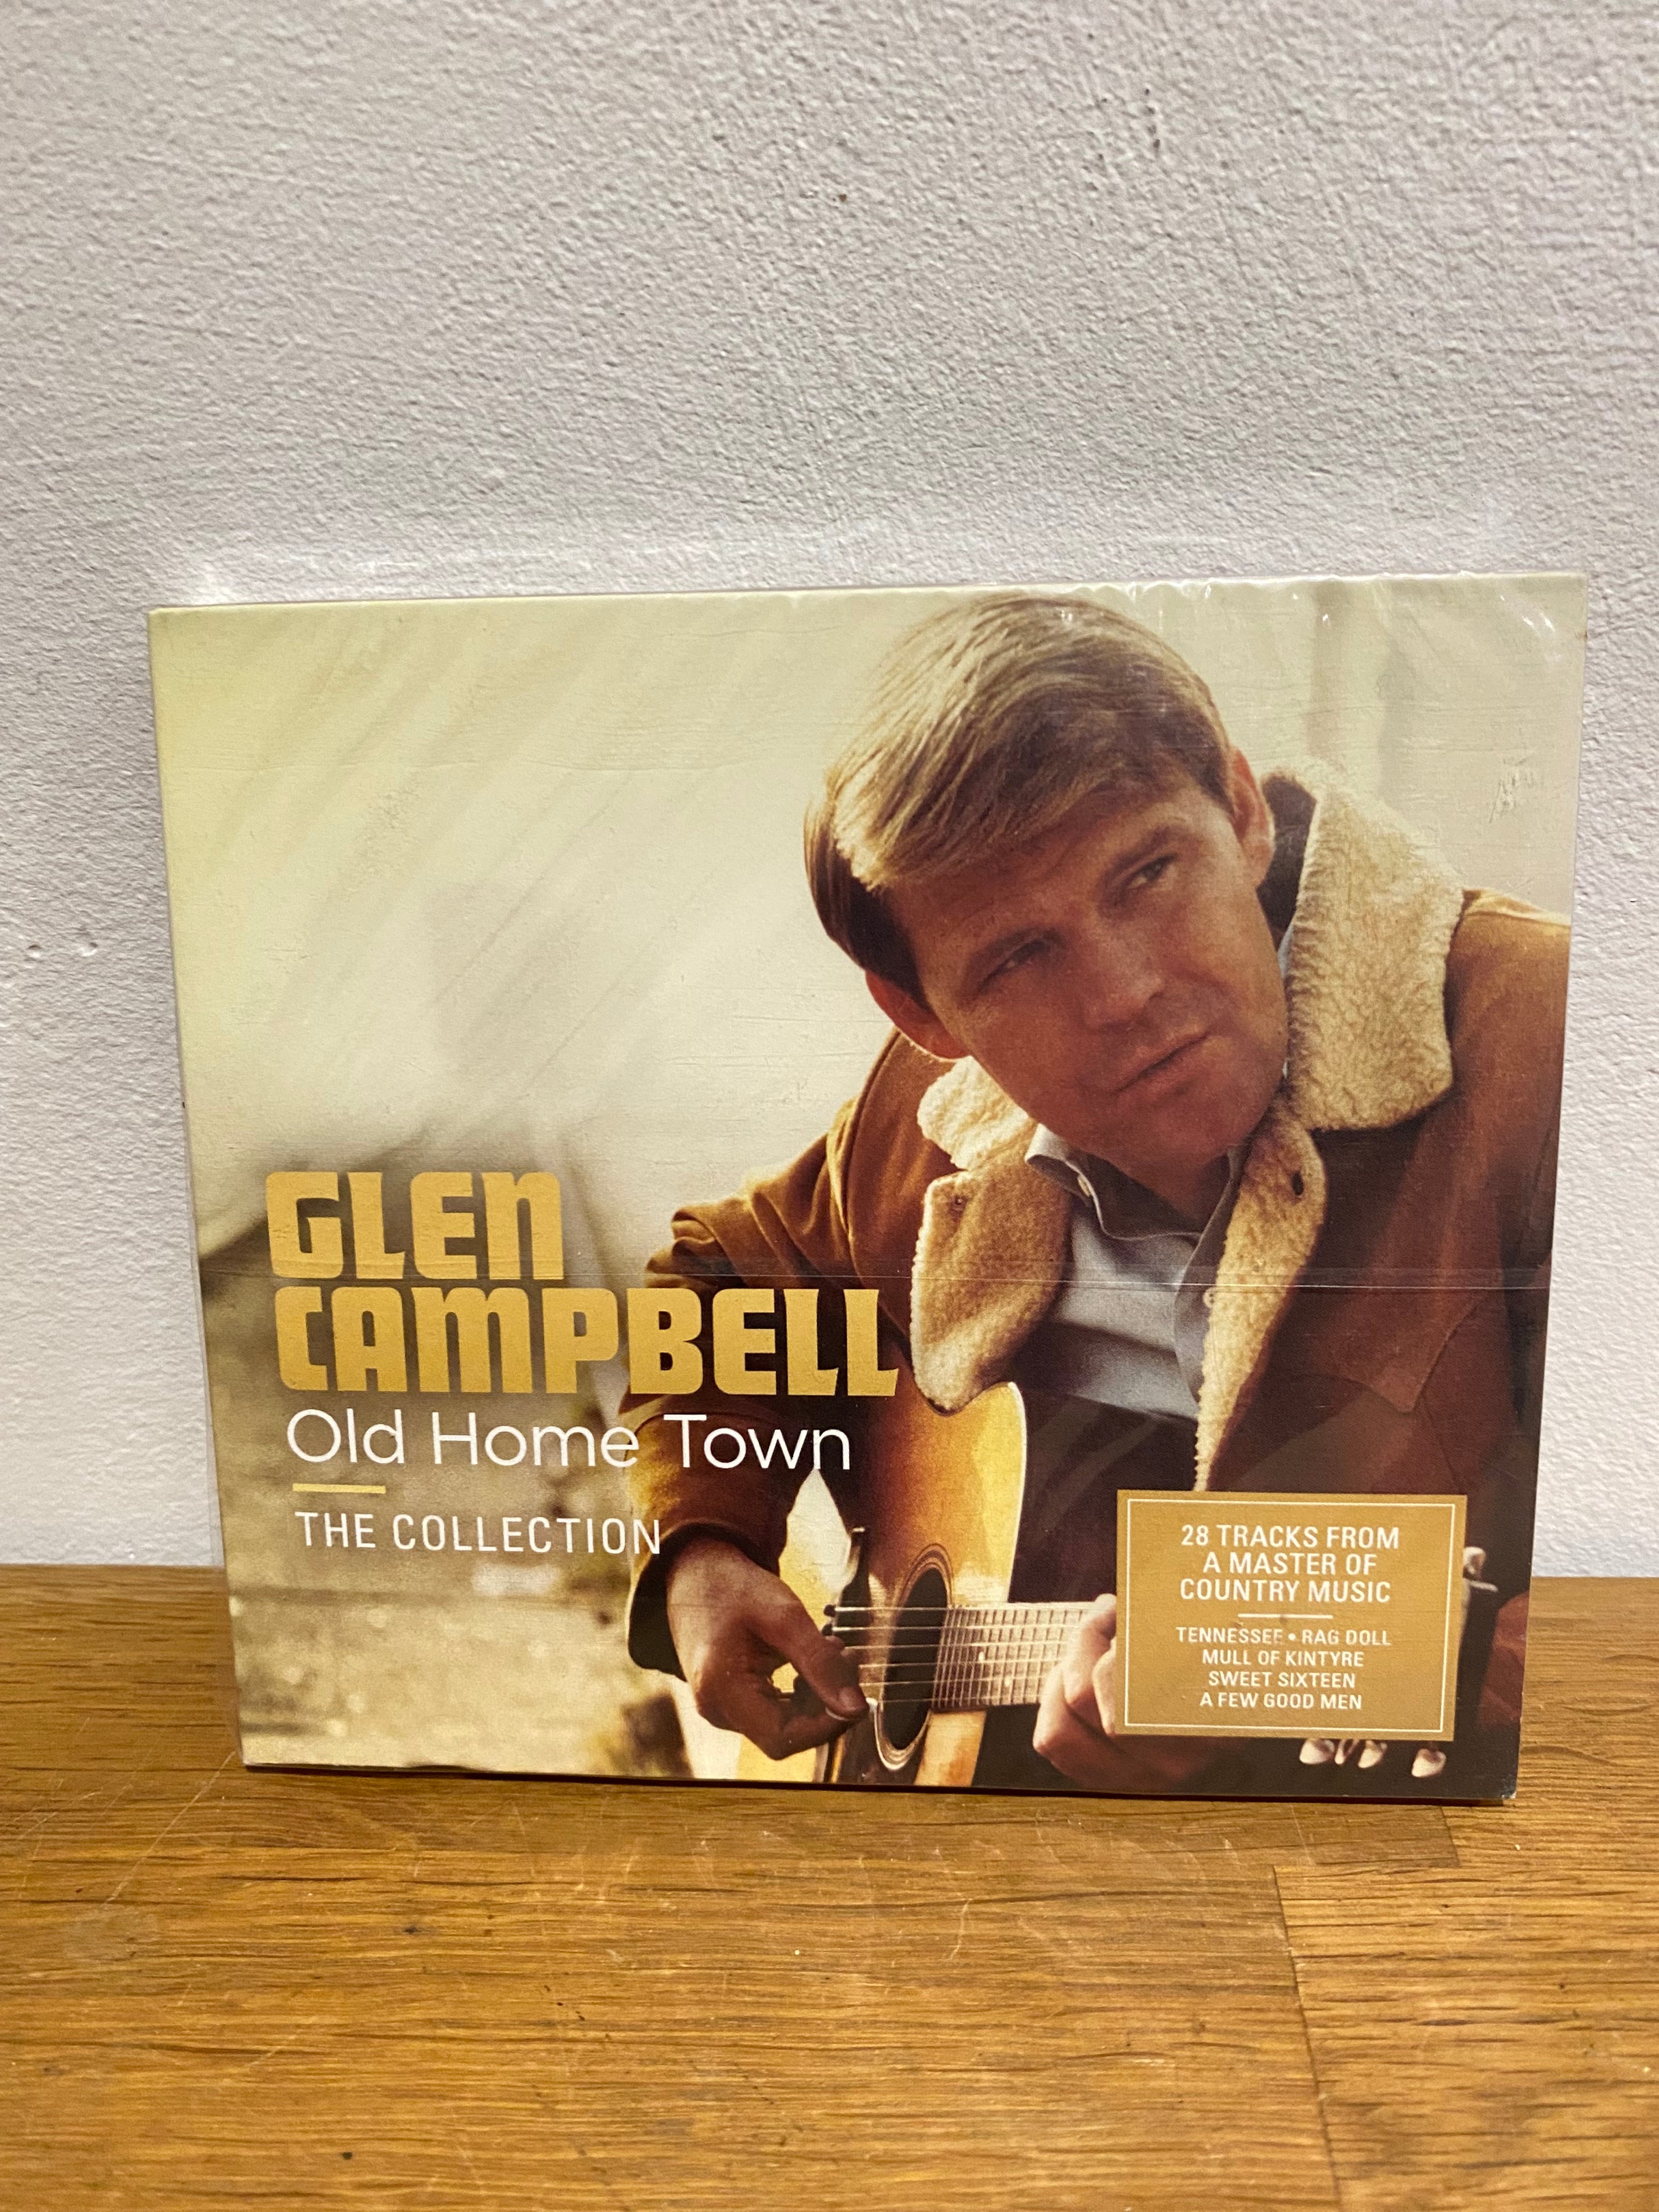 GLEN
CAMPBELL
Old Home Town
THE COLLECTION
28 TRACKS FROM
A MASTER OF
COUNTRY MUSIC
TENNESSEE • RAG DOLL
MULL OF KINTYRE
SWEET SIXTEEN
A FEW GOOD MEN